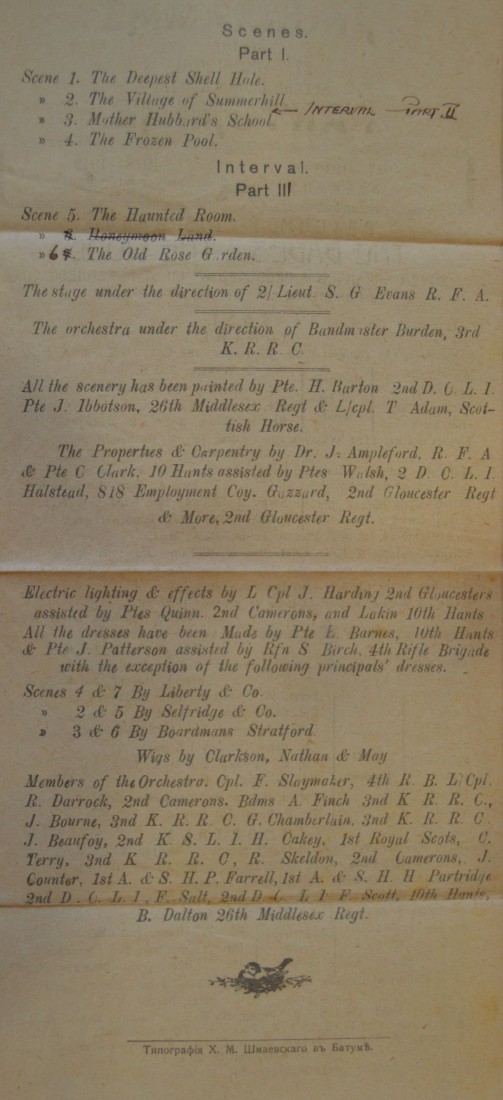 Scenes.
Part I.
Scene 1. The Deepest Shell Hole.
» 2. The Village of Summerhill.
» 3. Mother Hubbard's School ← INTERVAL — PART. II
» 4. The Frozen Pool.
Interval.
Part III
Scene 5. The Haunted Room.
» Honeymoon Land.
» 6 . The Old Rose Garden.
The stage under the direction of 2/Lieut. S. G Evans R. F. A.
The orchestra under the direction of Bandmaster Burden, 3rd
K. R. R. C
All the scenery has been painted by Pte. H. Barton 2nd D. C. L. I.
Pte J. Ibbotson, 26th Middlesex Regt & L/cpl. T Adam, Scot-
tish Horse.
The Properties & Carpentry by Dr. J. Ampleford, R. F. A
& Pte C Clark, 10 Hants assisted by Ptes Walsh, 2 D. C. L. I.
Halstead, 818 Employment Coy. Gazzard, 2nd Gloucester Regt
& More, 2nd Gloucester Regt.
Electric lighting & effects by L Cpl J. Harding 2nd Gloucesters
assisted by Ptes Quinn. 2nd Camerons, and Lakin 10th Hants
All the dresses have been Made by Pte E. Barnes, 10th Hants
& Pte J. Patterson assisted by Rfn S Birch, 4th Rifle Brigade
with the exception of the following principals' dresses.
Scenes 4 & 7 By Liberty & Co.
» 2 & 5 By Selfridge & Co.
» 3 & 6 By Boardmans Stratford
Wigs by Clarkson, Nathan & May
Members of the Orchestra. Cpl. F. Slaymaker, 4th R. B. L/Cpl.
R. Darrock, 2nd Camerons. Bdms A. Finch 3nd K R. R. C.,
J. Bourne, 3nd K. R. R. C. G. Chamberlain, 3nd K. R. R. C
J. Beaufoy, 2nd K. S. L. I. H. Cakey, 1st Royal Scots, C.
Terry, 3nd K R. R. C, R. Skeldon, 2nd Camerons, J.
Counter, 1st A. & S. H. P. Farrell, 1st A. & S. H. H Partridge
2nd D. C. L. I. F. Salt, 2nd D. C. L. I F. Scott, 10th Hants,
B. Dalton 26th Middlesex Regt.
Типографія Х. М. Шмаевскаго въ Батумѣ.